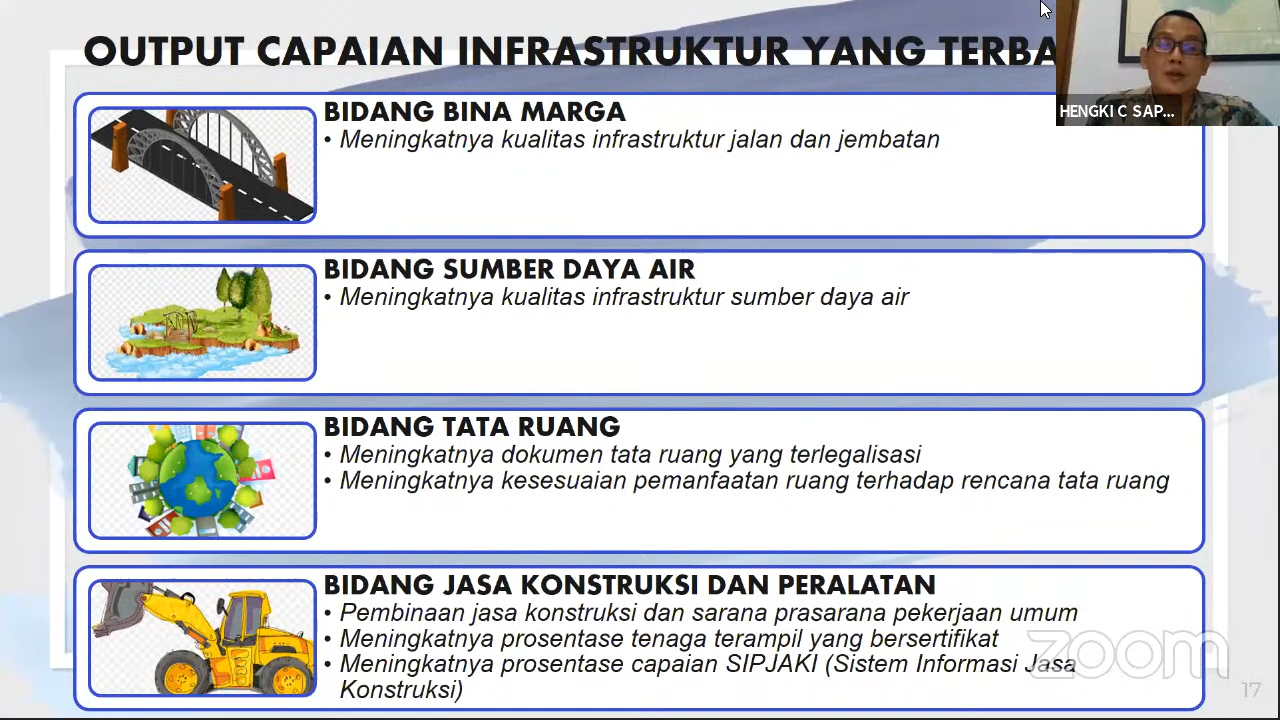 OUTPUT CAPAIAN INFRASTRUKTUR YANG
HENGKI C SAP...
BIDANG BINA MARGA
• Meningkatnya kualitas infrastruktur jalan dan jembatan
BIDANG SUMBER DAYA AIR
• Meningkatnya kualitas infrastruktur sumber daya air
BIDANG TATA RUANG
• Meningkatnya dokumen tata ruang yang terlegalisasi
• Meningkatnya kesesuaian pemanfaatan ruang terhadap rencana tata ruang
BIDANG JASA KONSTRUKSI DAN PERALATAN
• Pembinaan jasa konstruksi dan sarana prasarana pekerjaan umum
• Meningkatnya prosentase tenaga terampil yang bersertifikat
• Meningkatnya prosentase capaian SIPJAKI (Sistem Informasi Jasa
Konstruksi)
zoom
17